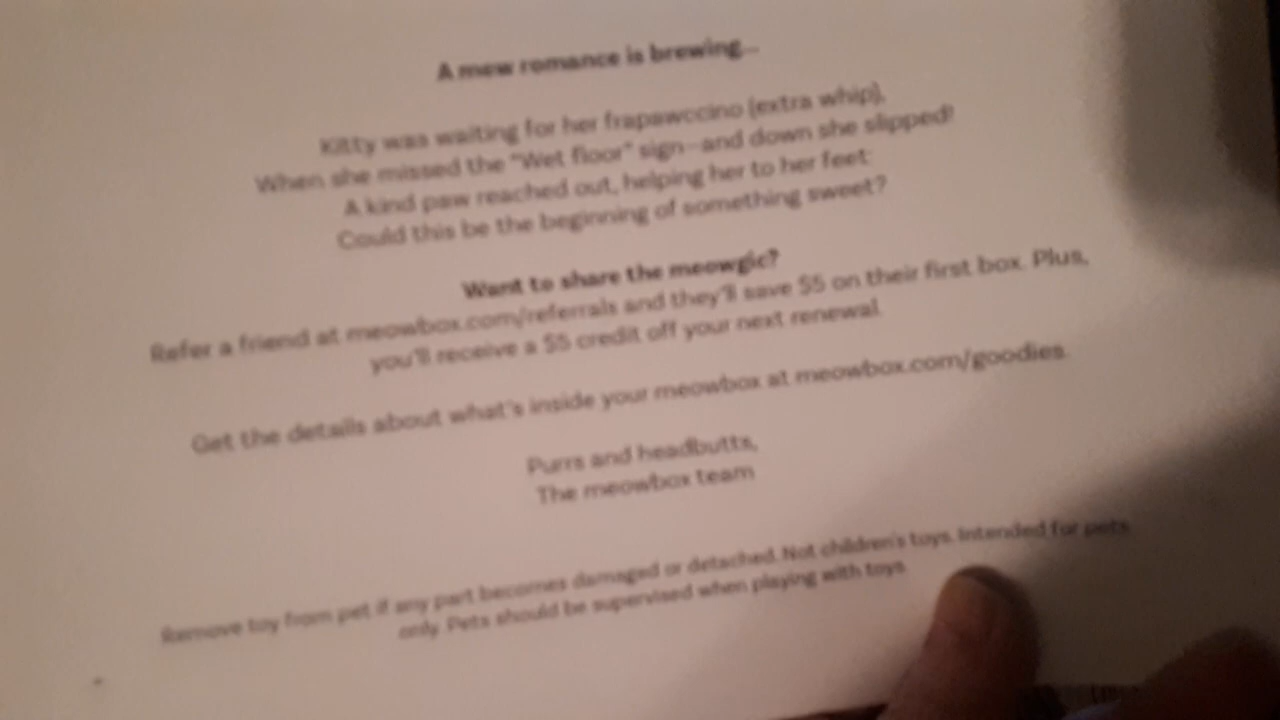 A mew romance is brewing...
Kitty was waiting for her frapawccino (extra whip),
When she missed the "Wet floor" sign—and down she slipped!
A kind paw reached out, helping her to her feet:
Could this be the beginning of something sweet?
Want to share the meowgic?
Refer a friend at meowbox.com/referrals and they'll save $5 on their first box. Plus,
you'll receive a $5 credit off your next renewal.
Get the details about what's inside your meowbox at meowbox.com/goodies.
Purrs and headbutts,
The meowbox team
Remove toy from pet if any part becomes damaged or detached. Not children's toys. Intended for pets
only. Pets should be supervised when playing with toys.